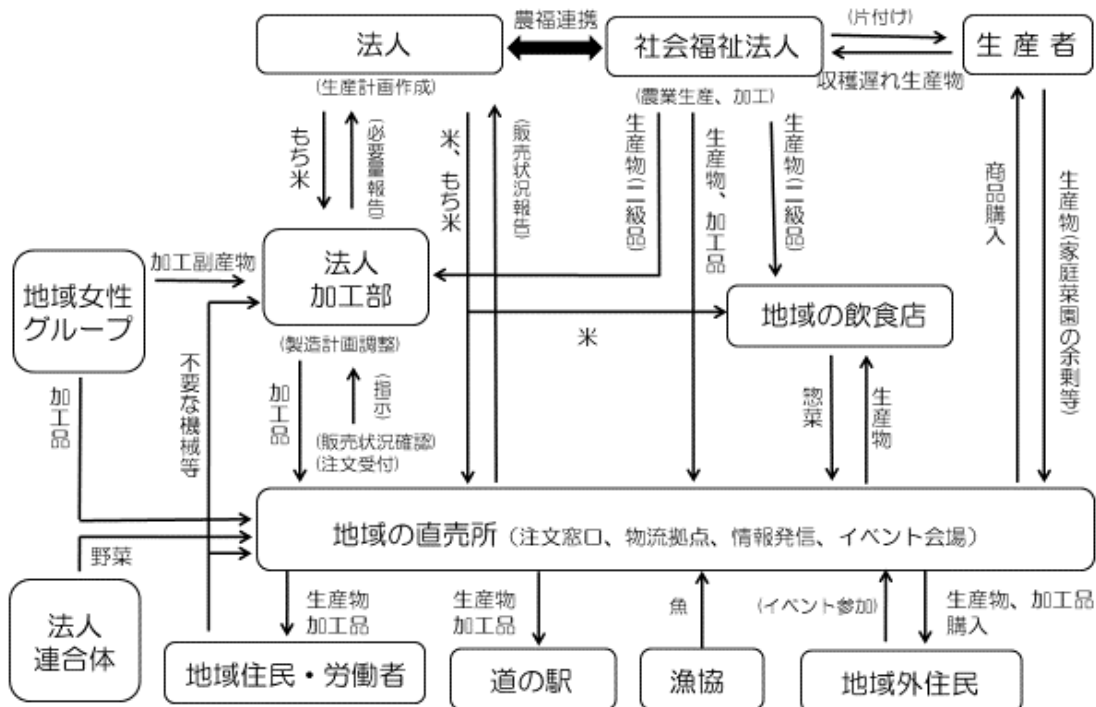 法人
農福連携
社会福祉法人
(片付け)
生産者
収穫遅れ生産物
(生産計画作成)
(農業生産、加工)
もち米
(必要量報告)
米、もち米
(販売状況報告)
生産物(二級品)
生産物、加工品
生産物(二級品)
商品購入
生産物(家庭菜園の余剰等)
地域女性
グループ
加工副産物
法人
加工部
地域の飲食店
米
(製造計画調整)
不要な機械等
加工品
加工品
(指示)
(販売状況確認)
(注文受付)
惣菜
生産物
地域の直売所(注文窓口、物流拠点、情報発信、イベント会場)
野菜
法人
連合体
生産物
加工品
生産物
加工品
魚
(イベント参加)
生産物、加工品
購入
地域住民・労働者
道の駅
漁協
地域外住民